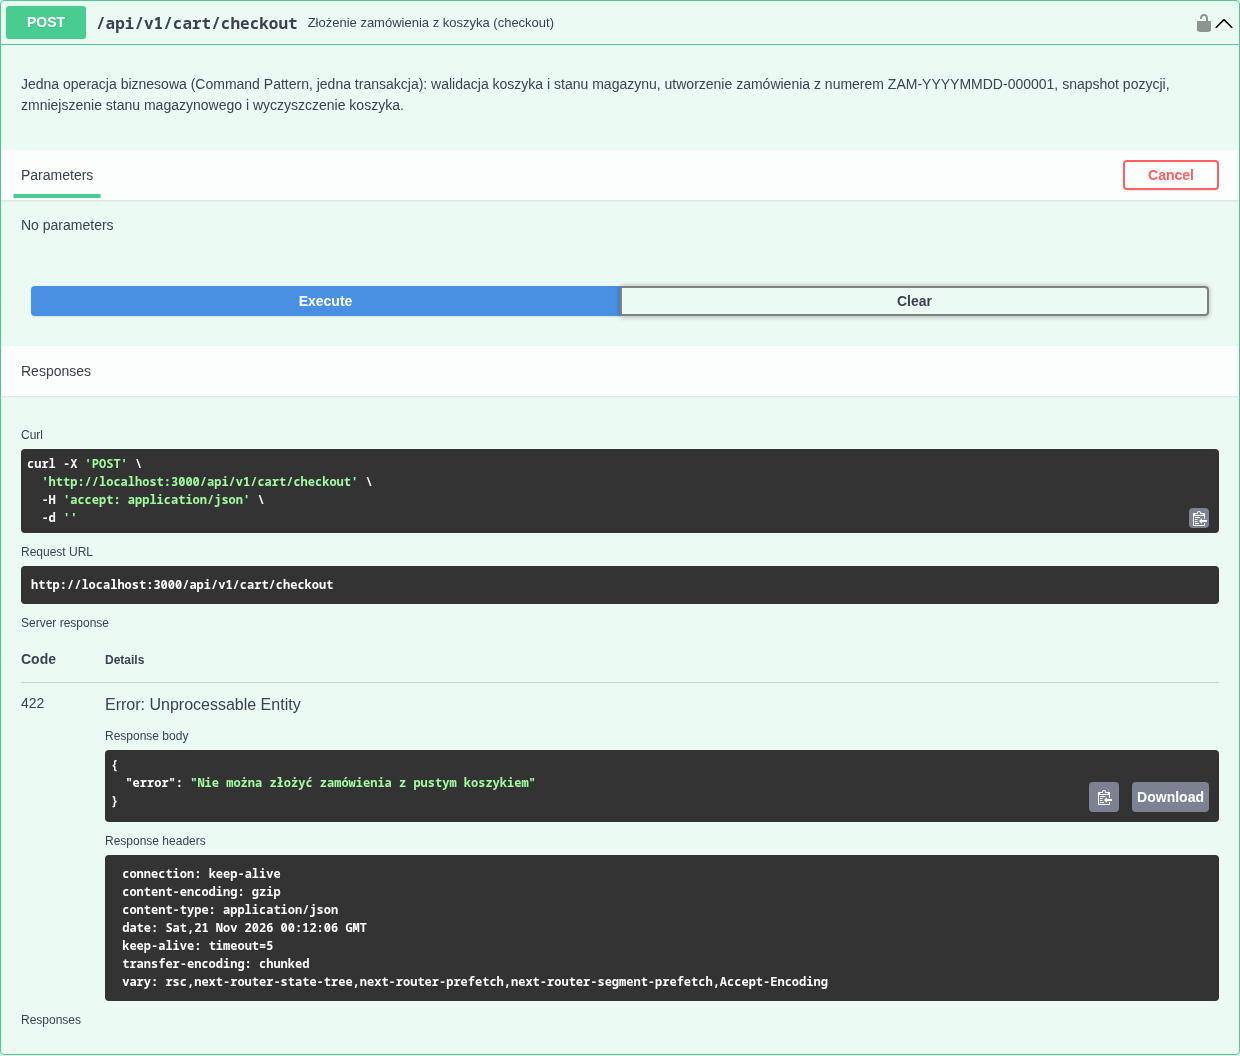 POST /api/v1/cart/checkout Złożenie zamówienia z koszyka (checkout)
Jedna operacja biznesowa (Command Pattern, jedna transakcja): walidacja koszyka i stanu magazynu, utworzenie zamówienia z numerem ZAM-YYYYMMDD-000001, snapshot pozycji,
zmniejszenie stanu magazynowego i wyczyszczenie koszyka.
Parameters
Cancel
No parameters
Execute
Clear
Responses
Curl
curl -X 'POST' \
  'http://localhost:3000/api/v1/cart/checkout' \
  -H 'accept: application/json' \
  -d ''
Request URL
http://localhost:3000/api/v1/cart/checkout
Server response
Code Details
422 Error: Unprocessable Entity
Response body
{
  "error": "Nie można złożyć zamówienia z pustym koszykiem"
}
Download
Response headers
connection: keep-alive
content-encoding: gzip
content-type: application/json
date: Sat,21 Nov 2026 00:12:06 GMT
keep-alive: timeout=5
transfer-encoding: chunked
vary: rsc,next-router-state-tree,next-router-prefetch,next-router-segment-prefetch,Accept-Encoding
Responses